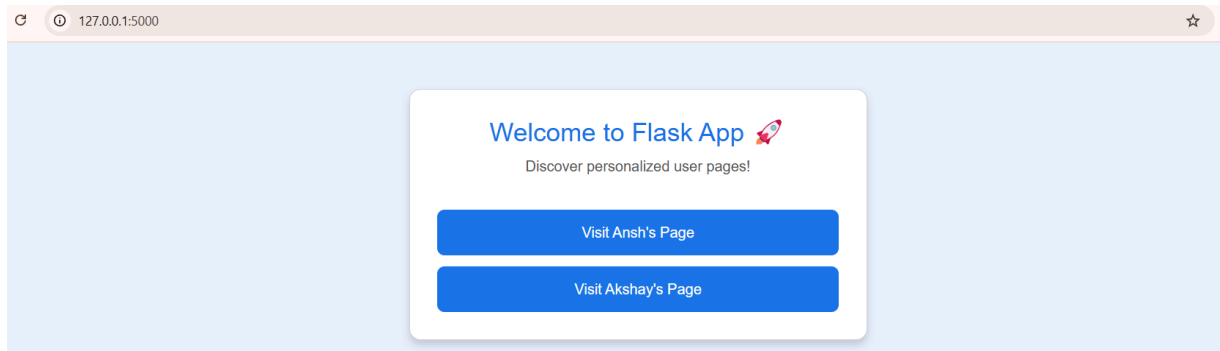 127.0.0.1:5000
Welcome to Flask App 🚀
Discover personalized user pages!
Visit Ansh's Page
Visit Akshay's Page